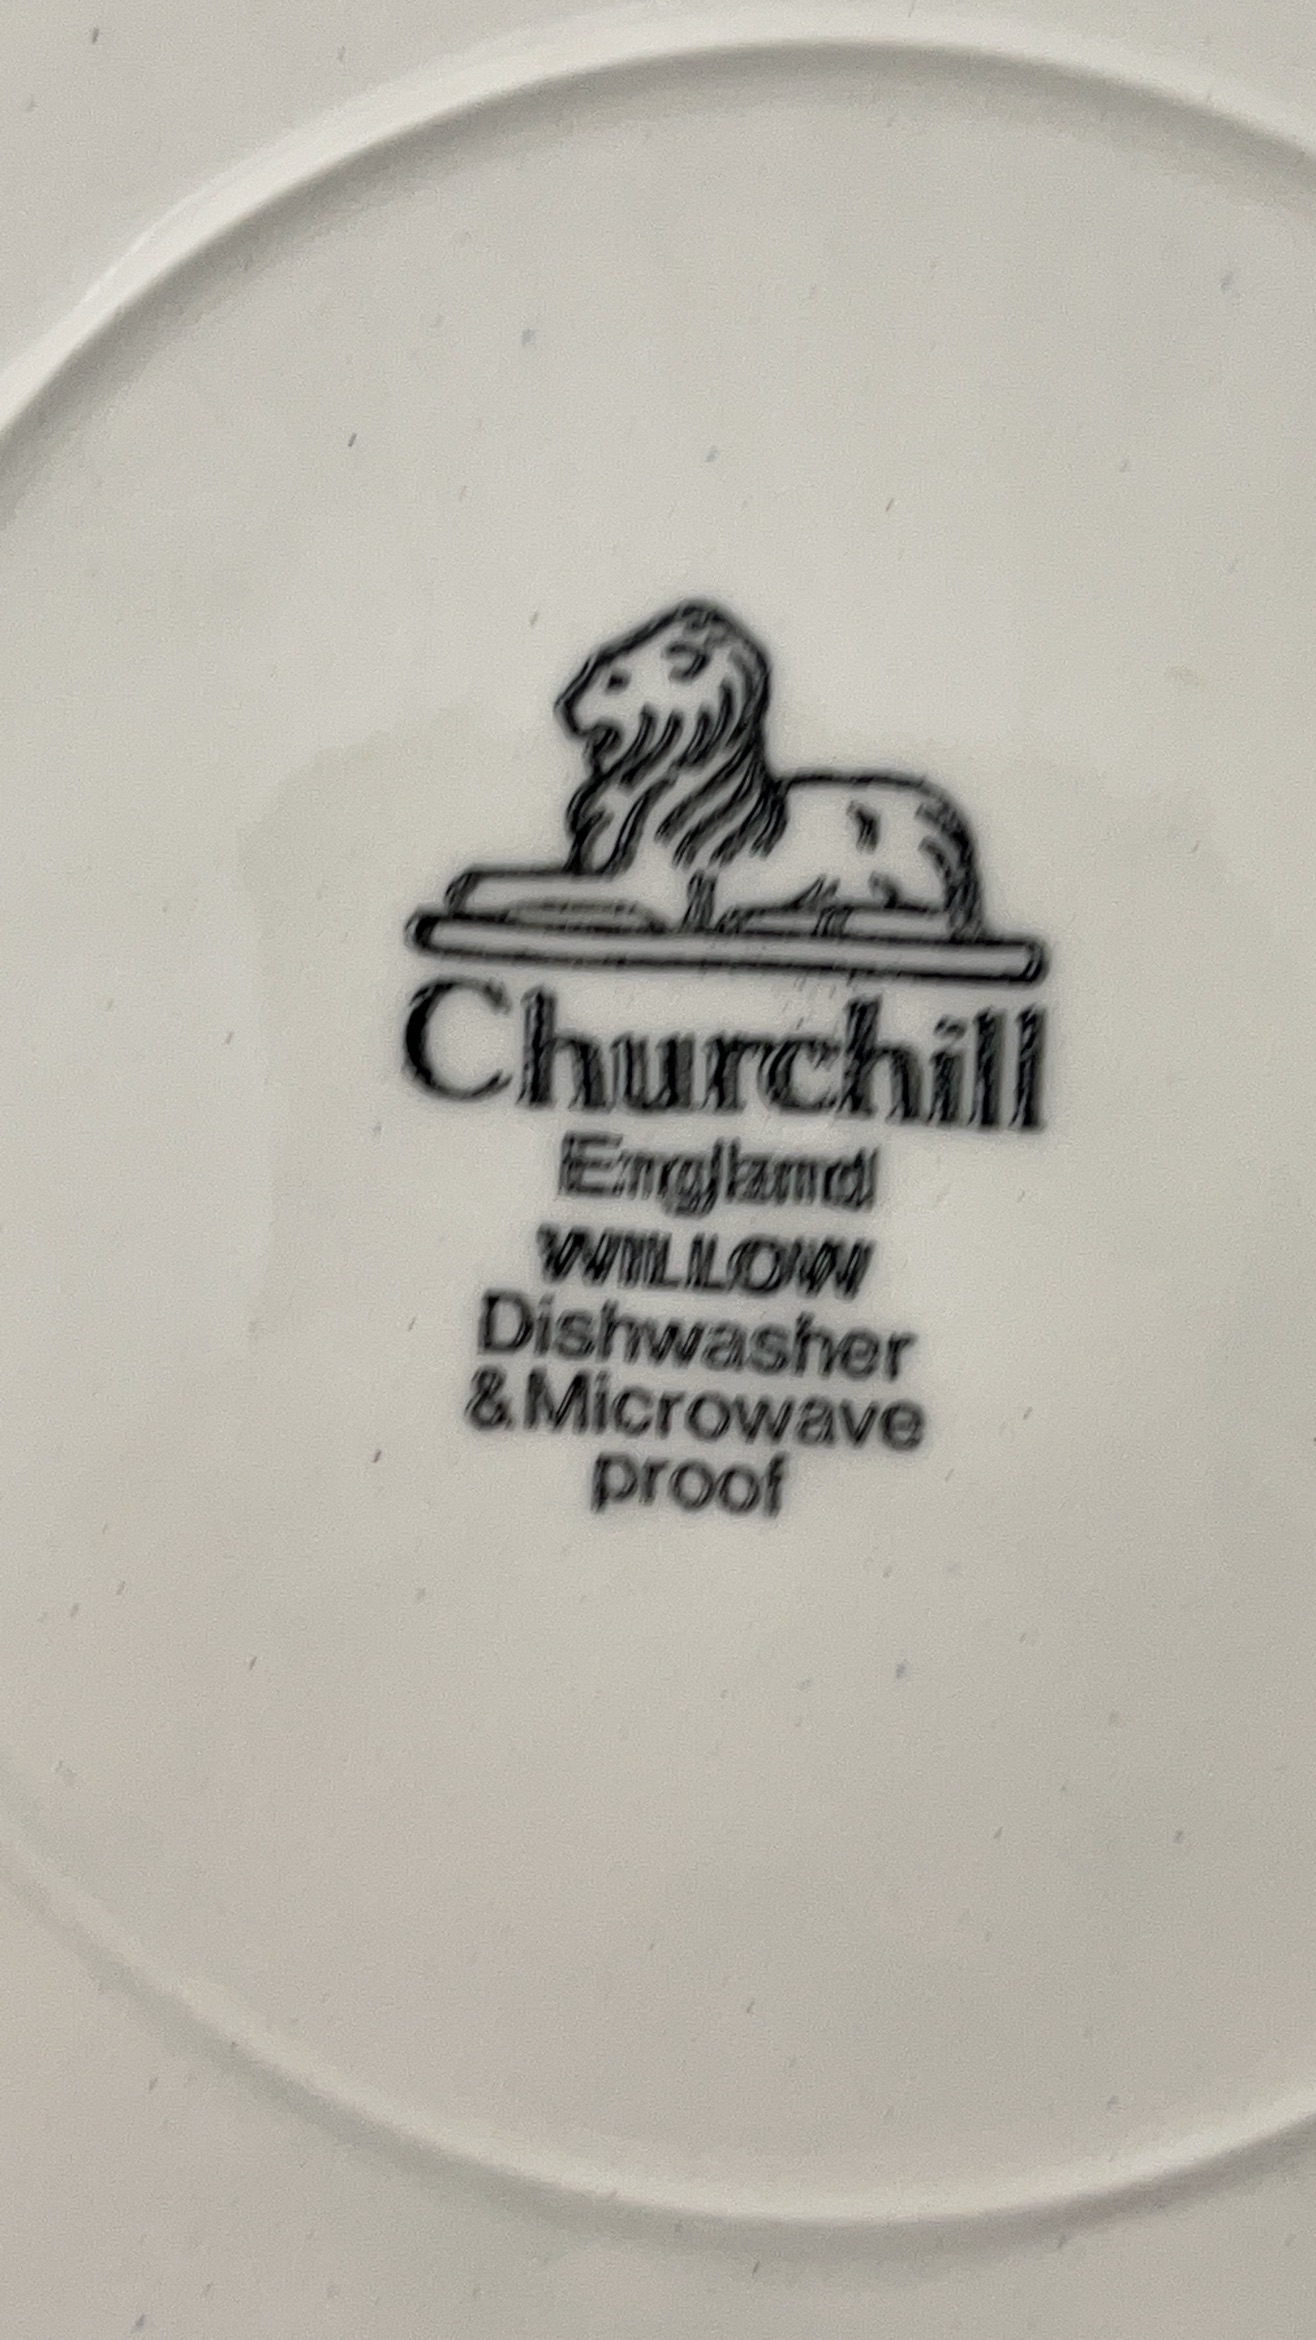 Churchill
England
WILLOW
Dishwasher
&Microwave
proof